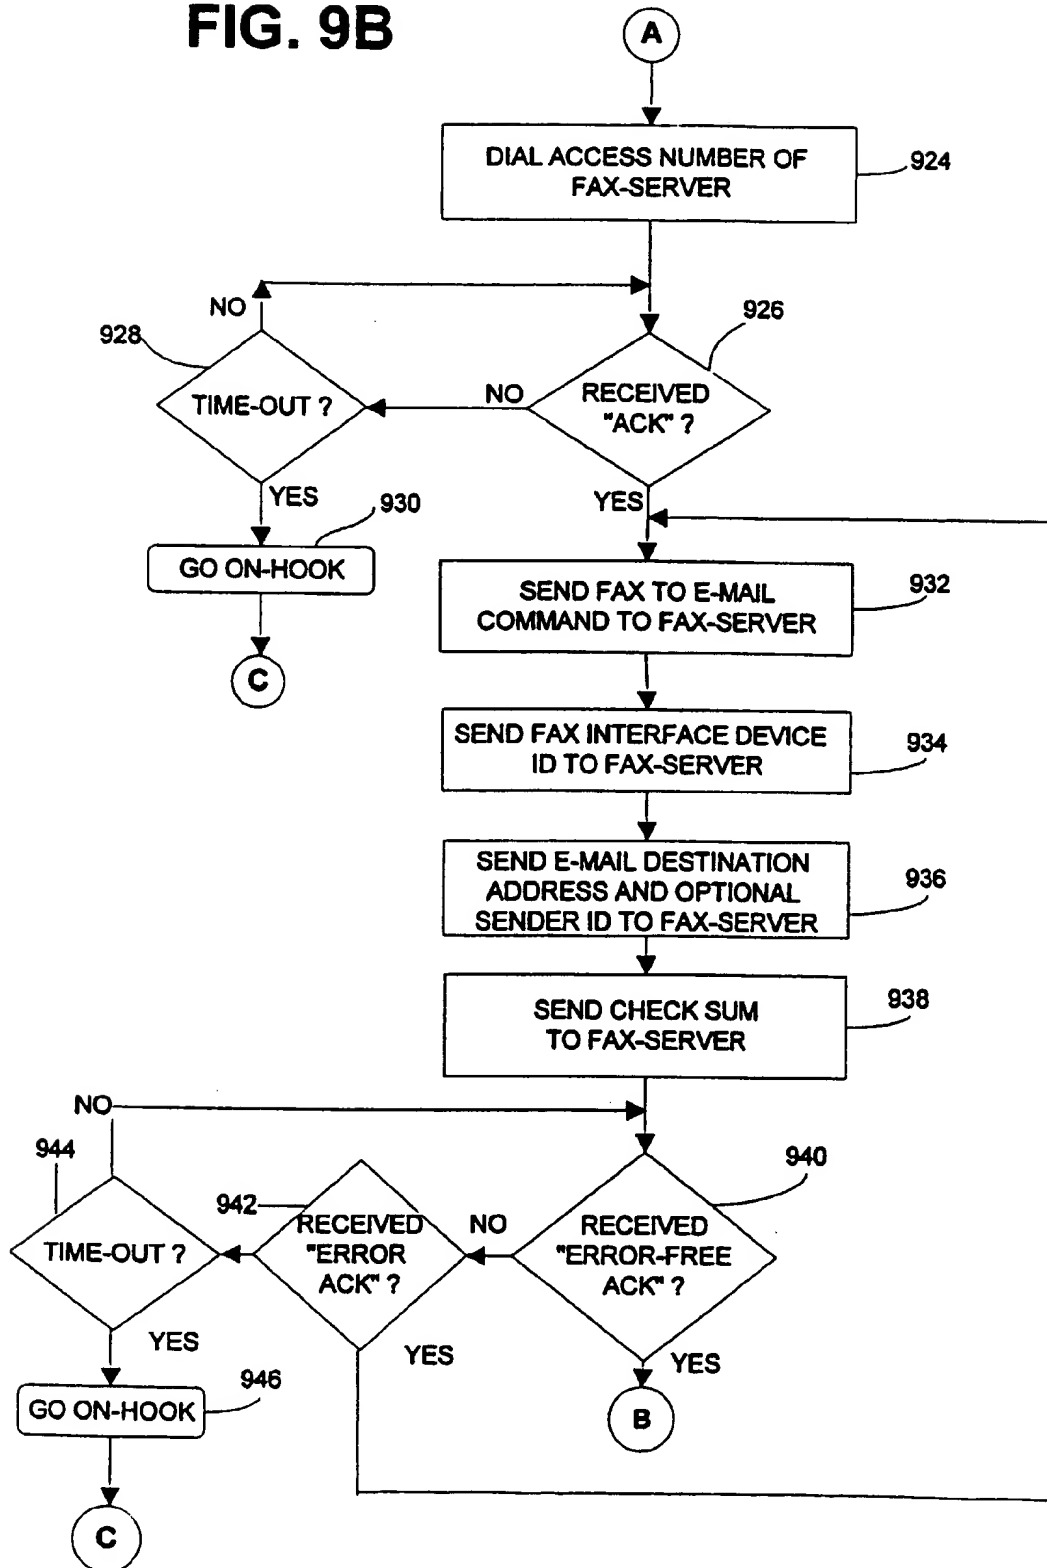 FIG. 9B
A
DIAL ACCESS NUMBER OF
FAX-SERVER
924
NO
928
926
TIME-OUT ?
NO
RECEIVED
"ACK" ?
YES
930
YES
GO ON-HOOK
C
SEND FAX TO E-MAIL
COMMAND TO FAX-SERVER
932
SEND FAX INTERFACE DEVICE
ID TO FAX-SERVER
934
SEND E-MAIL DESTINATION
ADDRESS AND OPTIONAL
SENDER ID TO FAX-SERVER
936
SEND CHECK SUM
TO FAX-SERVER
938
NO
944
942
940
TIME-OUT ?
RECEIVED
"ERROR
ACK" ?
NO
RECEIVED
"ERROR-FREE
ACK" ?
YES
YES
YES
946
GO ON-HOOK
B
C